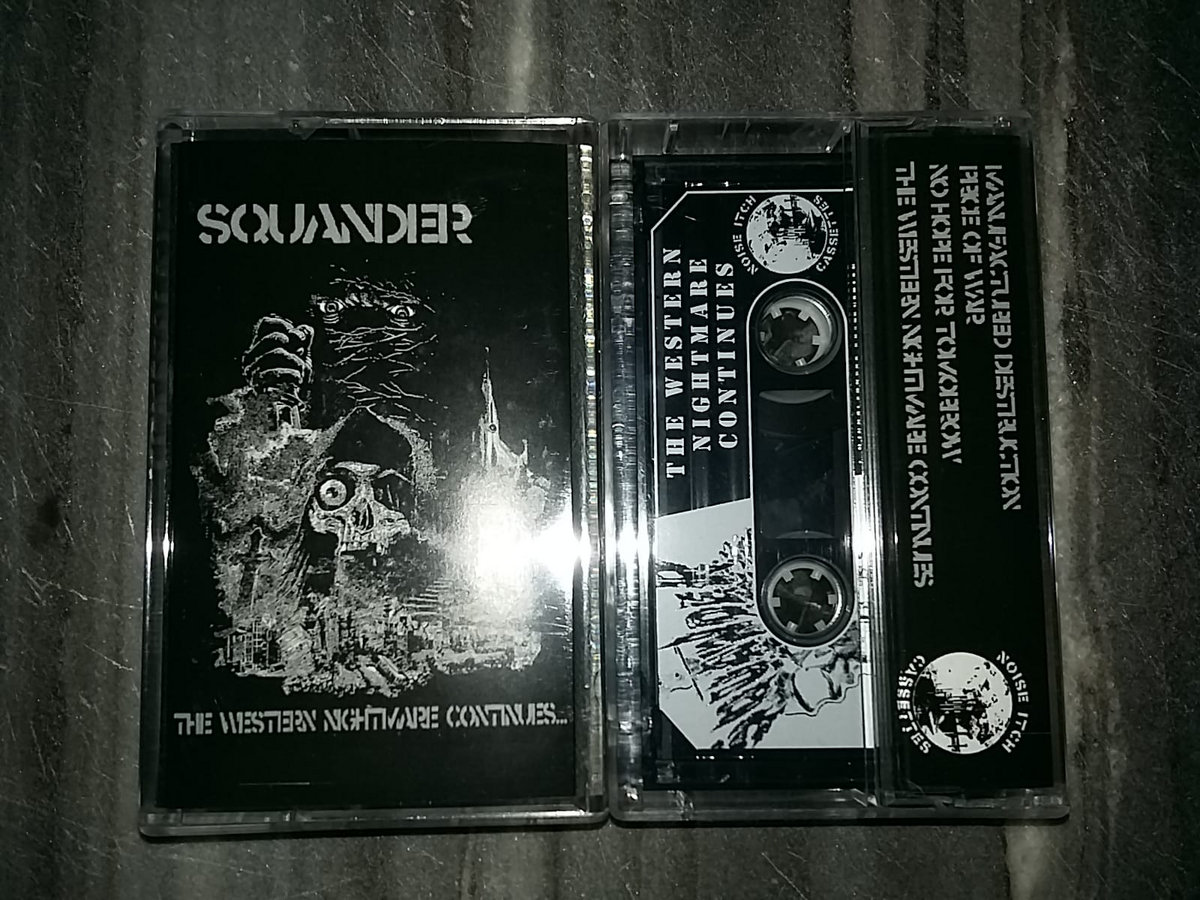 SQUANDER
THE WESTERN NIGHTMARE CONTINUES...
THE WESTERN
NIGHTMARE
CONTINUES
NOISE ITCH
CASSETTES
MANUFACTURED DESTRUCTION
PRICE OF WAR
NO HOPE FOR TOMORROW
THE WESTERN NIGHTMARE CONTINUES
NOISE ITCH
CASSETTES